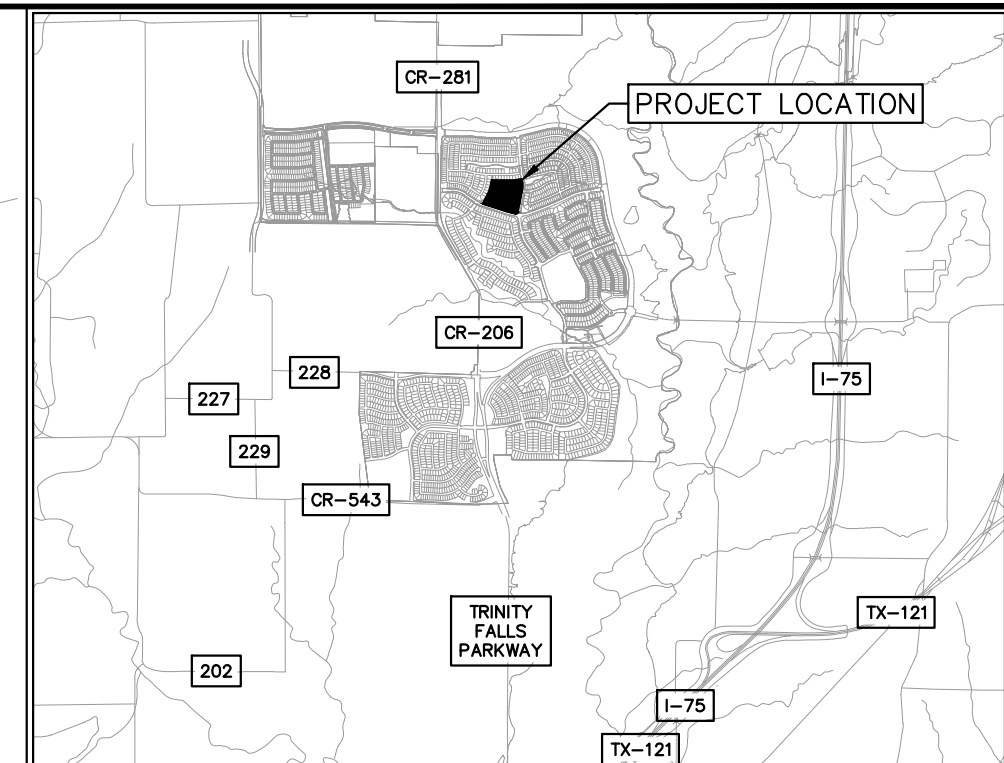 CR-281
PROJECT LOCATION
CR-206
228
I-75
227
229
CR-543
TRINITY
FALLS
PARKWAY
TX-121
202
I-75
TX-121